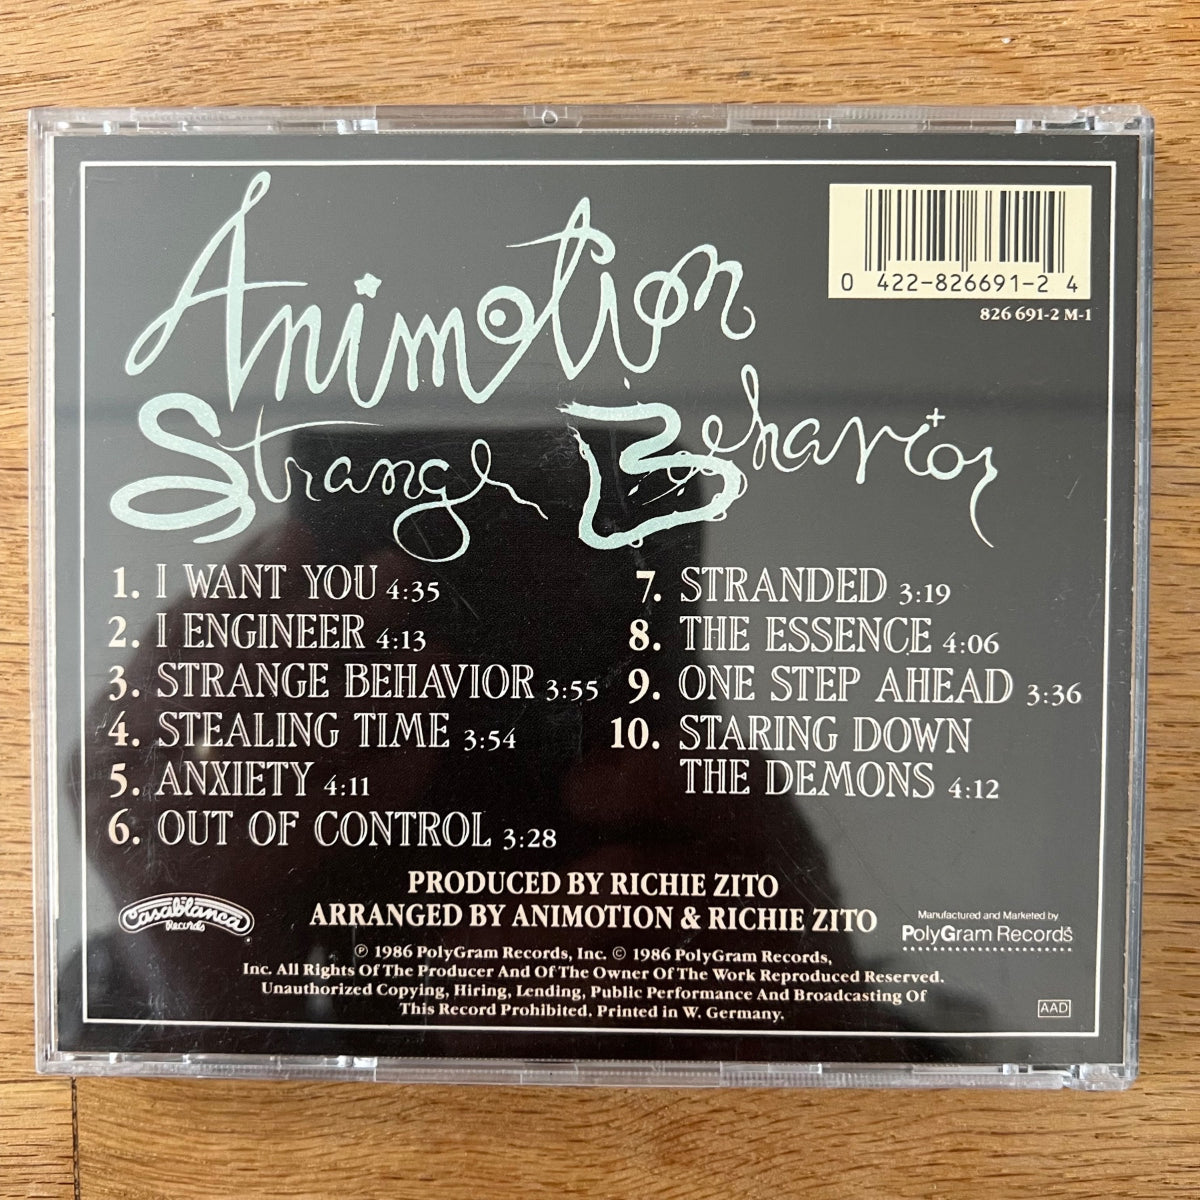 Animotion
Strange Behavior
0 422-826691-2 4
826 691-2 M-1
1. I WANT YOU 4:35
2. I ENGINEER 4:13
3. STRANGE BEHAVIOR 3:55
4. STEALING TIME 3:54
5. ANXIETY 4:11
6. OUT OF CONTROL 3:28
7. STRANDED 3:19
8. THE ESSENCE 4:06
9. ONE STEP AHEAD 3:36
10. STARING DOWN
THE DEMONS 4:12
PRODUCED BY RICHIE ZITO
ARRANGED BY ANIMOTION & RICHIE ZITO
Casablanca
Records
Manufactured and Marketed by
PolyGram Records
℗ 1986 PolyGram Records, Inc. © 1986 PolyGram Records,
Inc. All Rights Of The Producer And Of The Owner Of The Work Reproduced Reserved.
Unauthorized Copying, Hiring, Lending, Public Performance And Broadcasting Of
This Record Prohibited. Printed in W. Germany.
AAD